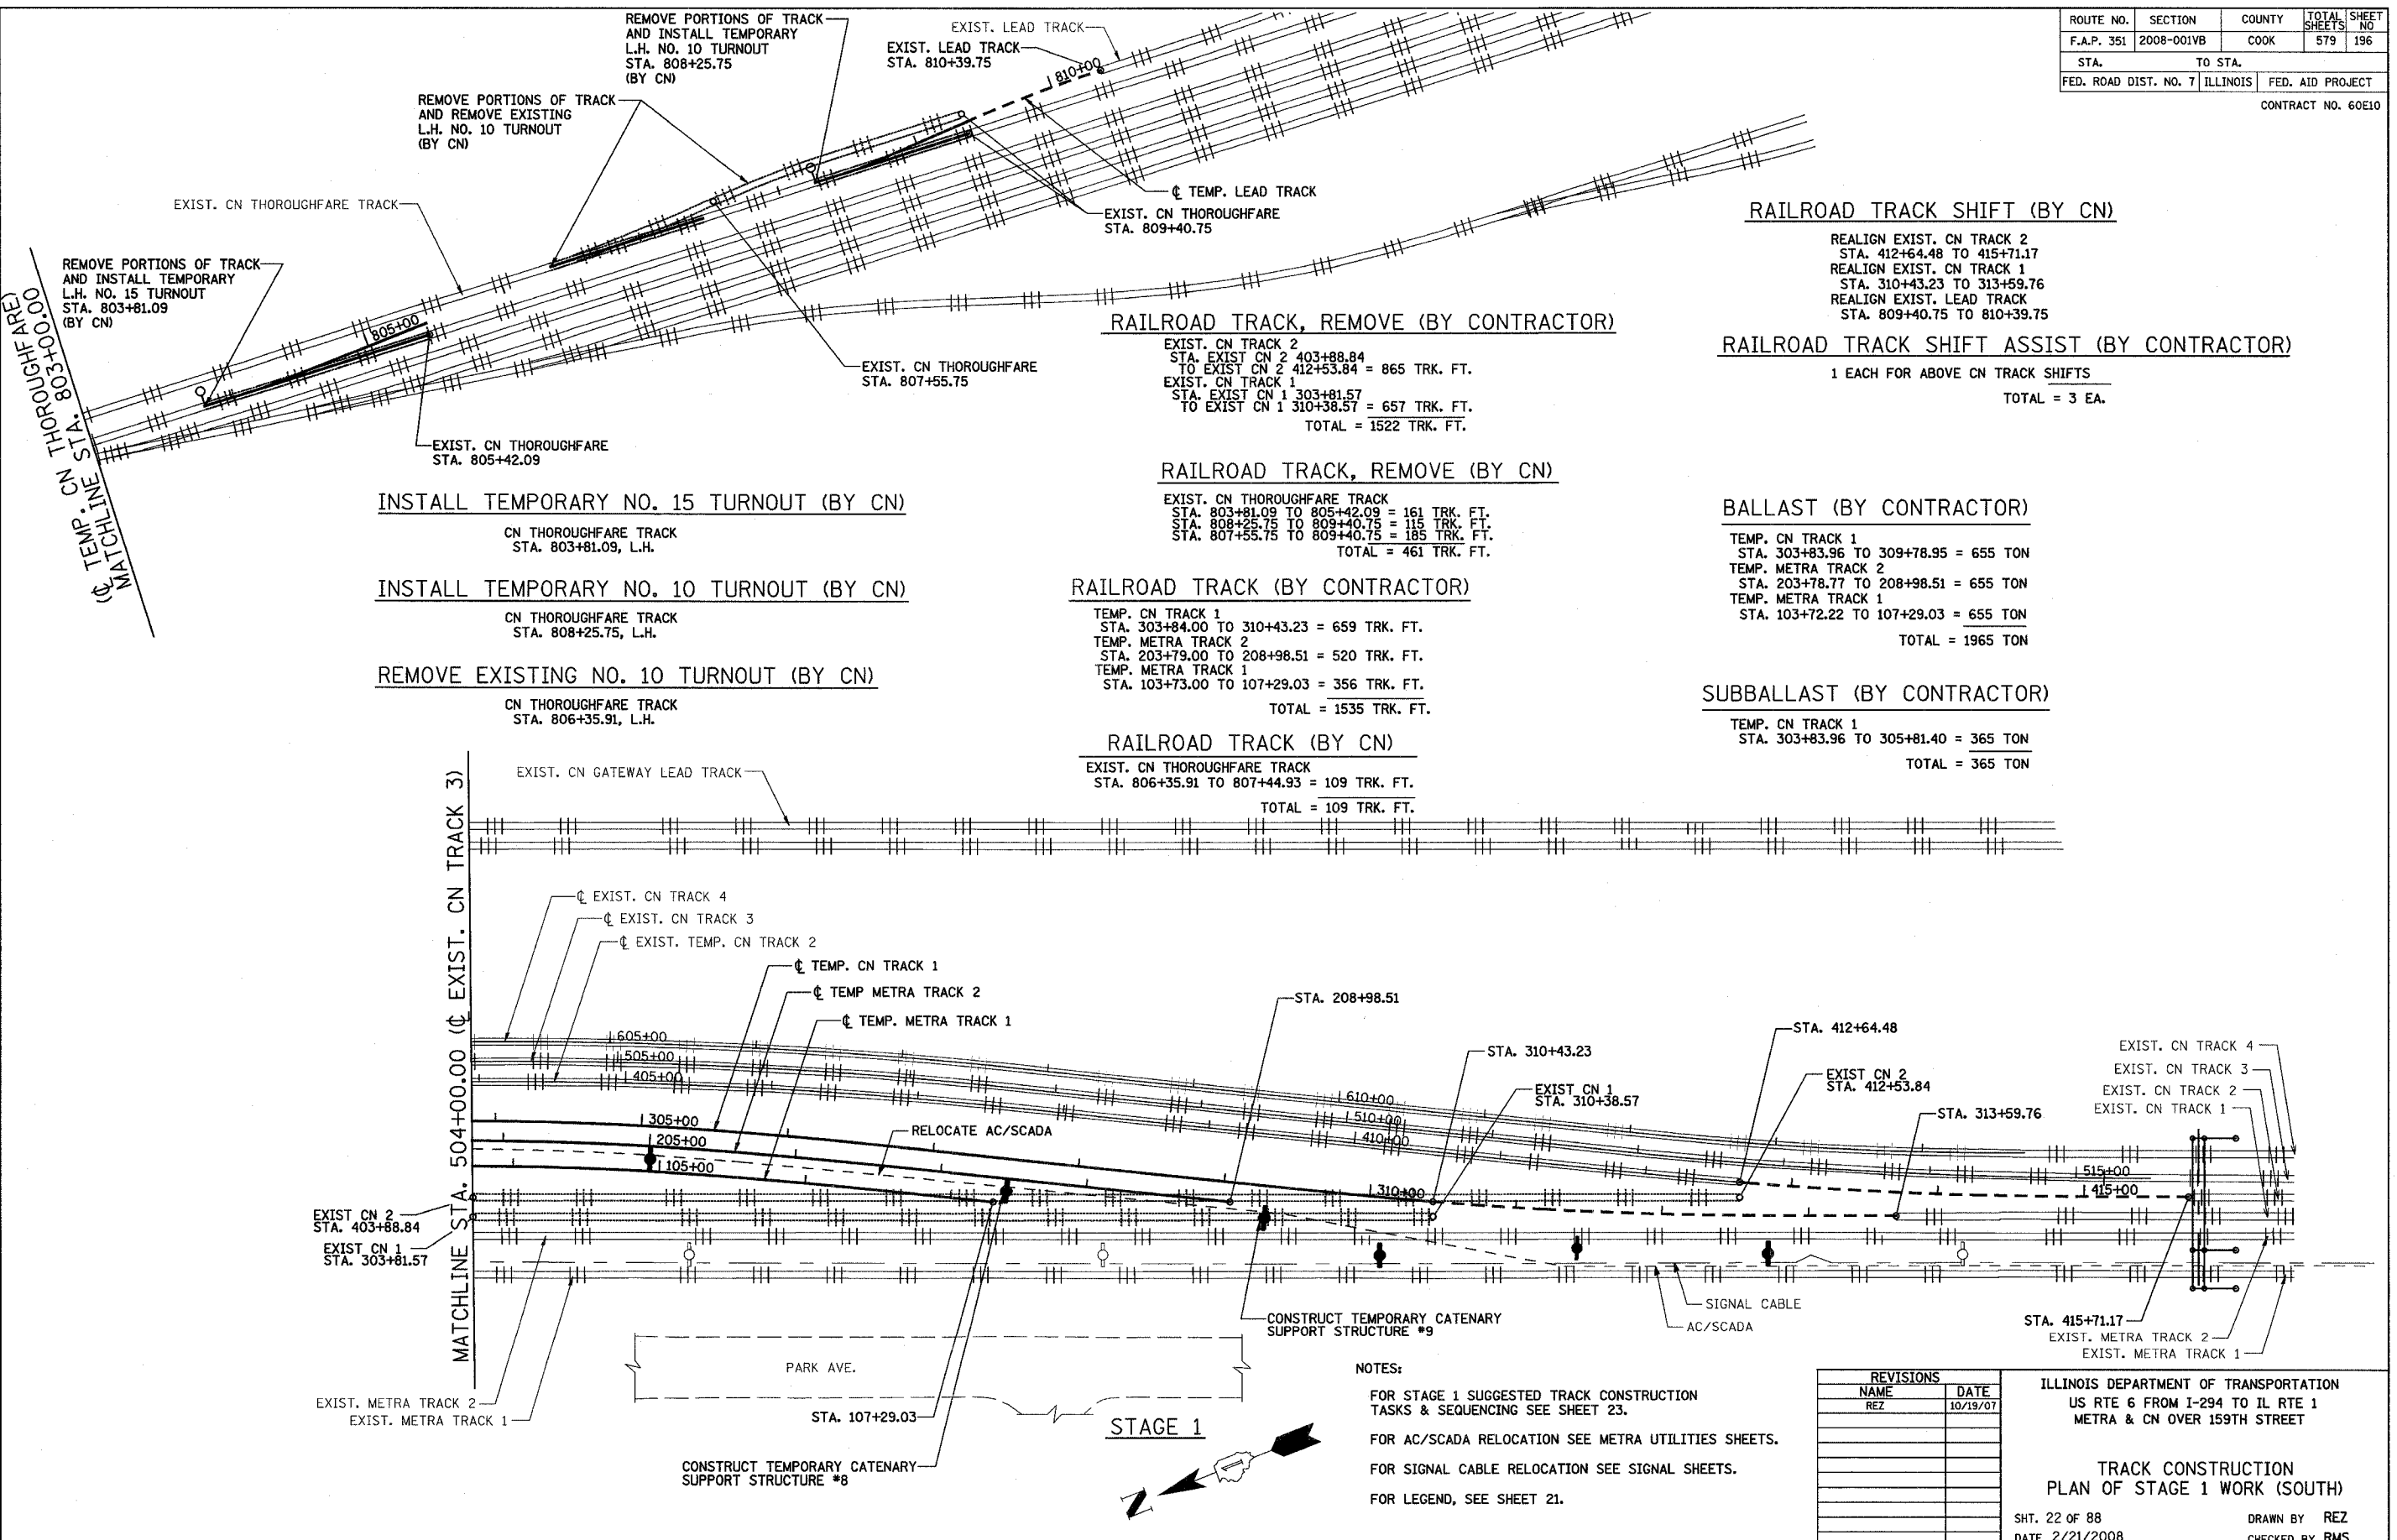 ROUTE NO. SECTION COUNTY TOTAL SHEETS SHEET NO
F.A.P. 351 2008-001VB COOK 579 196
STA. TO STA.
FED. ROAD DIST. NO. 7 ILLINOIS FED. AID PROJECT
CONTRACT NO. 60E10
REMOVE PORTIONS OF TRACK
AND INSTALL TEMPORARY
L.H. NO. 10 TURNOUT
STA. 808+25.75
(BY CN)
EXIST. LEAD TRACK
EXIST. LEAD TRACK
STA. 810+39.75
810+00
REMOVE PORTIONS OF TRACK
AND REMOVE EXISTING
L.H. NO. 10 TURNOUT
(BY CN)
EXIST. CN THOROUGHFARE TRACK
℄ TEMP. LEAD TRACK
EXIST. CN THOROUGHFARE
STA. 809+40.75
REMOVE PORTIONS OF TRACK
AND INSTALL TEMPORARY
L.H. NO. 15 TURNOUT
STA. 803+81.09
(BY CN)
805+00
EXIST. CN THOROUGHFARE
STA. 807+55.75
EXIST. CN THOROUGHFARE
STA. 805+42.09
(℄ TEMP. CN THOROUGHFARE)
MATCHLINE STA. 803+00.00
INSTALL TEMPORARY NO. 15 TURNOUT (BY CN)
CN THOROUGHFARE TRACK
STA. 803+81.09, L.H.
INSTALL TEMPORARY NO. 10 TURNOUT (BY CN)
CN THOROUGHFARE TRACK
STA. 808+25.75, L.H.
REMOVE EXISTING NO. 10 TURNOUT (BY CN)
CN THOROUGHFARE TRACK
STA. 806+35.91, L.H.
RAILROAD TRACK, REMOVE (BY CONTRACTOR)
EXIST. CN TRACK 2
STA. EXIST CN 2 403+88.84
TO EXIST CN 2 412+53.84 = 865 TRK. FT.
EXIST. CN TRACK 1
STA. EXIST CN 1 303+81.57
TO EXIST CN 1 310+38.57 = 657 TRK. FT.
TOTAL = 1522 TRK. FT.
RAILROAD TRACK, REMOVE (BY CN)
EXIST. CN THOROUGHFARE TRACK
STA. 803+81.09 TO 805+42.09 = 161 TRK. FT.
STA. 808+25.75 TO 809+40.75 = 115 TRK. FT.
STA. 807+55.75 TO 809+40.75 = 185 TRK. FT.
TOTAL = 461 TRK. FT.
RAILROAD TRACK (BY CONTRACTOR)
TEMP. CN TRACK 1
STA. 303+84.00 TO 310+43.23 = 659 TRK. FT.
TEMP. METRA TRACK 2
STA. 203+79.00 TO 208+98.51 = 520 TRK. FT.
TEMP. METRA TRACK 1
STA. 103+73.00 TO 107+29.03 = 356 TRK. FT.
TOTAL = 1535 TRK. FT.
RAILROAD TRACK (BY CN)
EXIST. CN THOROUGHFARE TRACK
STA. 806+35.91 TO 807+44.93 = 109 TRK. FT.
TOTAL = 109 TRK. FT.
RAILROAD TRACK SHIFT (BY CN)
REALIGN EXIST. CN TRACK 2
STA. 412+64.48 TO 415+71.17
REALIGN EXIST. CN TRACK 1
STA. 310+43.23 TO 313+59.76
REALIGN EXIST. LEAD TRACK
STA. 809+40.75 TO 810+39.75
RAILROAD TRACK SHIFT ASSIST (BY CONTRACTOR)
1 EACH FOR ABOVE CN TRACK SHIFTS
TOTAL = 3 EA.
BALLAST (BY CONTRACTOR)
TEMP. CN TRACK 1
STA. 303+83.96 TO 309+78.95 = 655 TON
TEMP. METRA TRACK 2
STA. 203+78.77 TO 208+98.51 = 655 TON
TEMP. METRA TRACK 1
STA. 103+72.22 TO 107+29.03 = 655 TON
TOTAL = 1965 TON
SUBBALLAST (BY CONTRACTOR)
TEMP. CN TRACK 1
STA. 303+83.96 TO 305+81.40 = 365 TON
TOTAL = 365 TON
EXIST. CN GATEWAY LEAD TRACK
MATCHLINE STA. 504+00.00 (℄ EXIST. CN TRACK 3)
℄ EXIST. CN TRACK 4
℄ EXIST. CN TRACK 3
℄ EXIST. TEMP. CN TRACK 2
℄ TEMP. CN TRACK 1
℄ TEMP METRA TRACK 2
℄ TEMP. METRA TRACK 1
STA. 208+98.51
STA. 310+43.23
STA. 412+64.48
EXIST CN 1
STA. 310+38.57
EXIST CN 2
STA. 412+53.84
STA. 313+59.76
EXIST. CN TRACK 4
EXIST. CN TRACK 3
EXIST. CN TRACK 2
EXIST. CN TRACK 1
605+00
505+00
405+00
305+00
205+00
105+00
RELOCATE AC/SCADA
610+00
510+00
410+00
310+00
515+00
415+00
EXIST CN 2
STA. 403+88.84
EXIST CN 1
STA. 303+81.57
SIGNAL CABLE
AC/SCADA
CONSTRUCT TEMPORARY CATENARY
SUPPORT STRUCTURE #9
STA. 415+71.17
EXIST. METRA TRACK 2
EXIST. METRA TRACK 1
PARK AVE.
EXIST. METRA TRACK 2
EXIST. METRA TRACK 1
STA. 107+29.03
STAGE 1
CONSTRUCT TEMPORARY CATENARY
SUPPORT STRUCTURE #8
N
NOTES:
FOR STAGE 1 SUGGESTED TRACK CONSTRUCTION
TASKS & SEQUENCING SEE SHEET 23.
FOR AC/SCADA RELOCATION SEE METRA UTILITIES SHEETS.
FOR SIGNAL CABLE RELOCATION SEE SIGNAL SHEETS.
FOR LEGEND, SEE SHEET 21.
REVISIONS
NAME DATE
REZ 10/19/07
ILLINOIS DEPARTMENT OF TRANSPORTATION
US RTE 6 FROM I-294 TO IL RTE 1
METRA & CN OVER 159TH STREET
TRACK CONSTRUCTION
PLAN OF STAGE 1 WORK (SOUTH)
SHT. 22 OF 88 DRAWN BY REZ
DATE 2/21/2008 CHECKED BY RMS